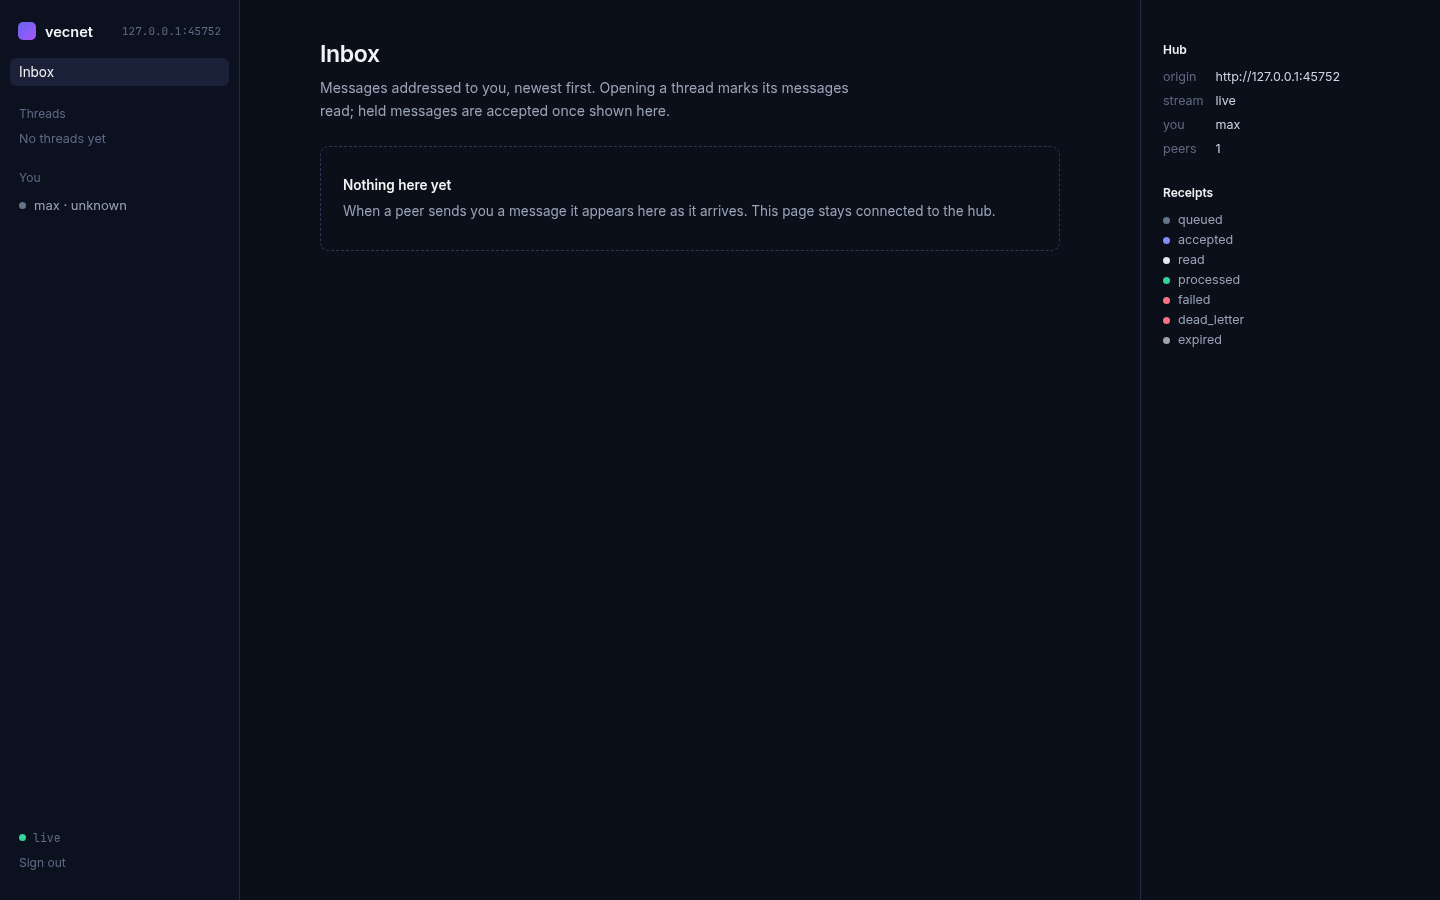 vecnet 127.0.0.1:45752
Inbox
Threads
No threads yet
You
max · unknown
live
Sign out
Inbox
Messages addressed to you, newest first. Opening a thread marks its messages
read; held messages are accepted once shown here.
Nothing here yet
When a peer sends you a message it appears here as it arrives. This page stays connected to the hub.
Hub
origin http://127.0.0.1:45752
stream live
you max
peers 1
Receipts
queued
accepted
read
processed
failed
dead_letter
expired